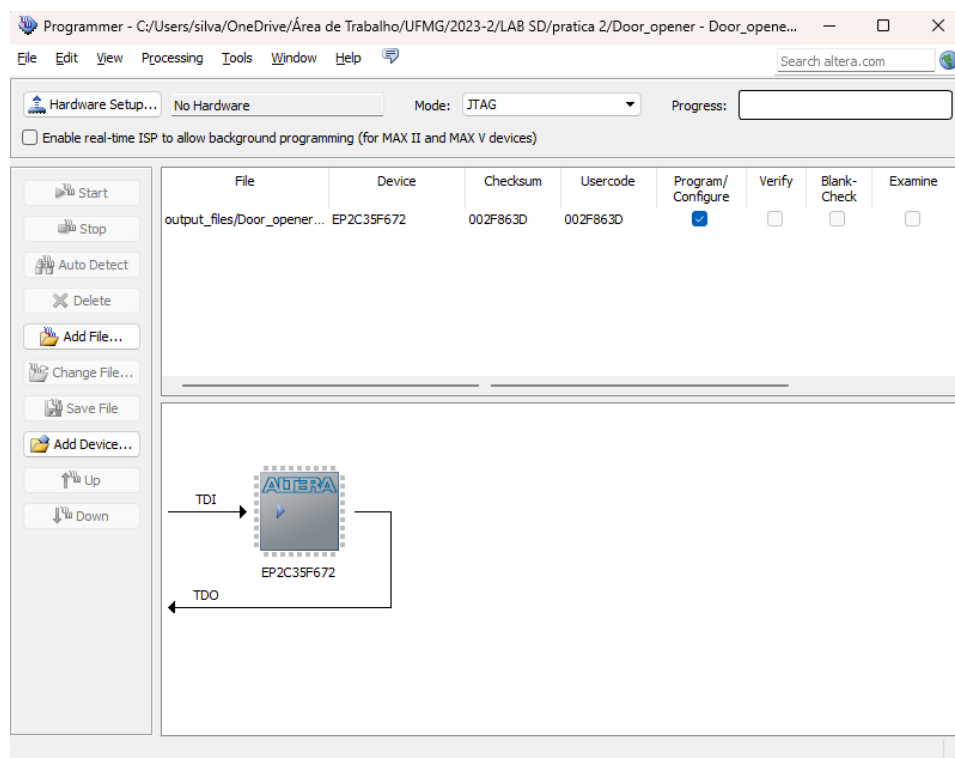 Programmer - C:/Users/silva/OneDrive/Área de Trabalho/UFMG/2023-2/LAB SD/pratica 2/Door_opener - Door_opene...
File Edit View Processing Tools Window Help
Search altera.com
Hardware Setup... No Hardware Mode: JTAG Progress:
Enable real-time ISP to allow background programming (for MAX II and MAX V devices)
Start
Stop
Auto Detect
Delete
Add File...
Change File...
Save File
Add Device...
Up
Down
File Device Checksum Usercode Program/ Verify Blank- Examine
Configure Check
output_files/Door_opener... EP2C35F672 002F863D 002F863D
ALTERA
TDI
EP2C35F672
TDO